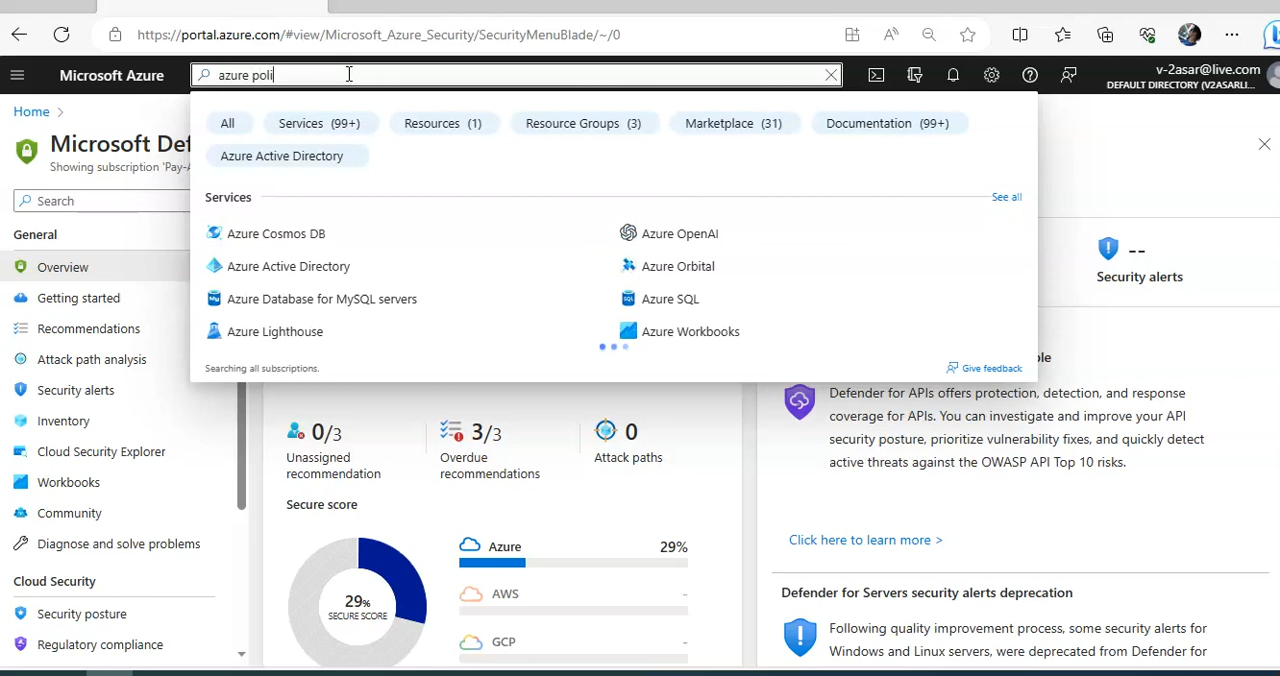 https://portal.azure.com/#view/Microsoft_Azure_Security/SecurityMenuBlade/~/0
Microsoft Azure
azure poli
v-2asar@live.com
DEFAULT DIRECTORY (V2ASARLI...
All
Services (99+)
Resources (1)
Resource Groups (3)
Marketplace (31)
Documentation (99+)
Azure Active Directory
Services
See all
Azure Cosmos DB
Azure OpenAI
Azure Active Directory
Azure Orbital
Azure Database for MySQL servers
Azure SQL
Azure Lighthouse
Azure Workbooks
Searching all subscriptions.
Give feedback
Home
Microsoft Def
Showing subscription 'Pay-A
Search
General
Overview
Getting started
Recommendations
Attack path analysis
Security alerts
Inventory
Cloud Security Explorer
Workbooks
Community
Diagnose and solve problems
Cloud Security
Security posture
Regulatory compliance
0/3
Unassigned
recommendation
3/3
Overdue
recommendations
0
Attack paths
Secure score
29%
SECURE SCORE
Azure
29%
AWS
-
GCP
-
--
Security alerts
Defender for APIs offers protection, detection, and response
coverage for APIs. You can investigate and improve your API
security posture, prioritize vulnerability fixes, and quickly detect
active threats against the OWASP API Top 10 risks.
Click here to learn more >
Defender for Servers security alerts deprecation
Following quality improvement process, some security alerts for
Windows and Linux servers, were deprecated from Defender for